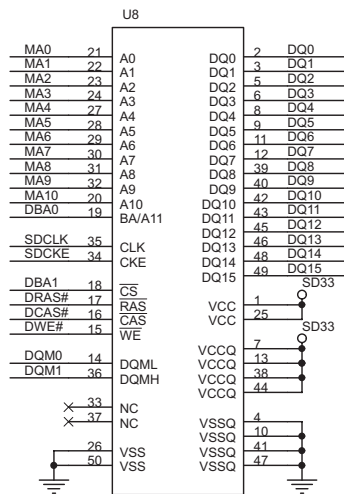 U8
MA0 21 A0 DQ0 2 DQ0
MA1 22 A1 DQ1 3 DQ1
MA2 23 A2 DQ2 5 DQ2
MA3 24 A3 DQ3 6 DQ3
MA4 27 A4 DQ4 8 DQ4
MA5 28 A5 DQ5 9 DQ5
MA6 29 A6 DQ6 11 DQ6
MA7 30 A7 DQ7 12 DQ7
MA8 31 A8 DQ8 39 DQ8
MA9 32 A9 DQ9 40 DQ9
MA10 20 A10 DQ10 42 DQ10
DBA0 19 BA/A11 DQ11 43 DQ11
DQ12 45 DQ12
SDCLK 35 CLK DQ13 46 DQ13
SDCKE 34 CKE DQ14 48 DQ14
DQ15 49 DQ15
DBA1 18 CS SD33
DRAS# 17 RAS VCC 1
DCAS# 16 CAS VCC 25
DWE# 15 WE SD33
VCCQ 7
DQM0 14 DQML VCCQ 13
DQM1 36 DQMH VCCQ 38
VCCQ 44
33 NC
37 NC VSSQ 4
VSSQ 10
26 VSS VSSQ 41
50 VSS VSSQ 47